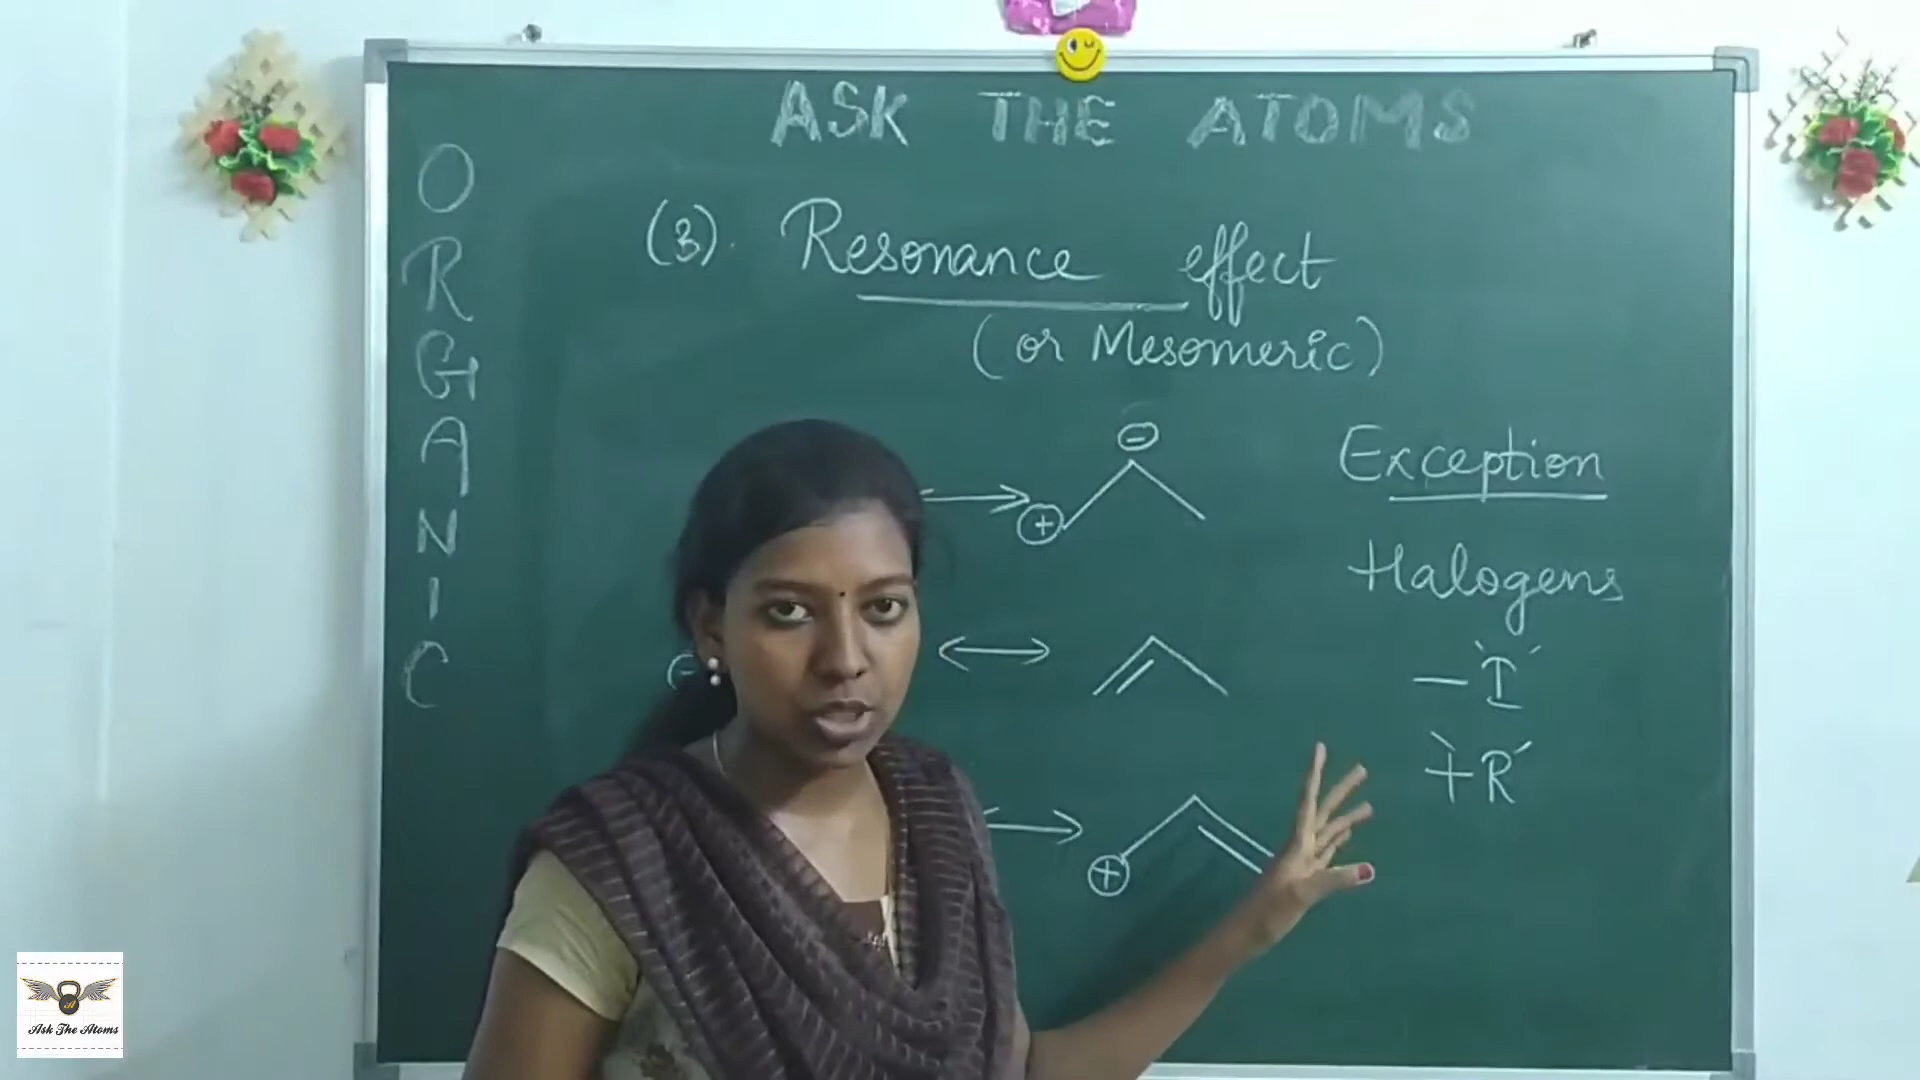 ASK THE ATOMS
ORGANIC
(3). Resonance effect
(or Mesomeric)
⊖
⊕
Exception
Halogens
- 'I'
'+R'
⊕
Ask The Atoms